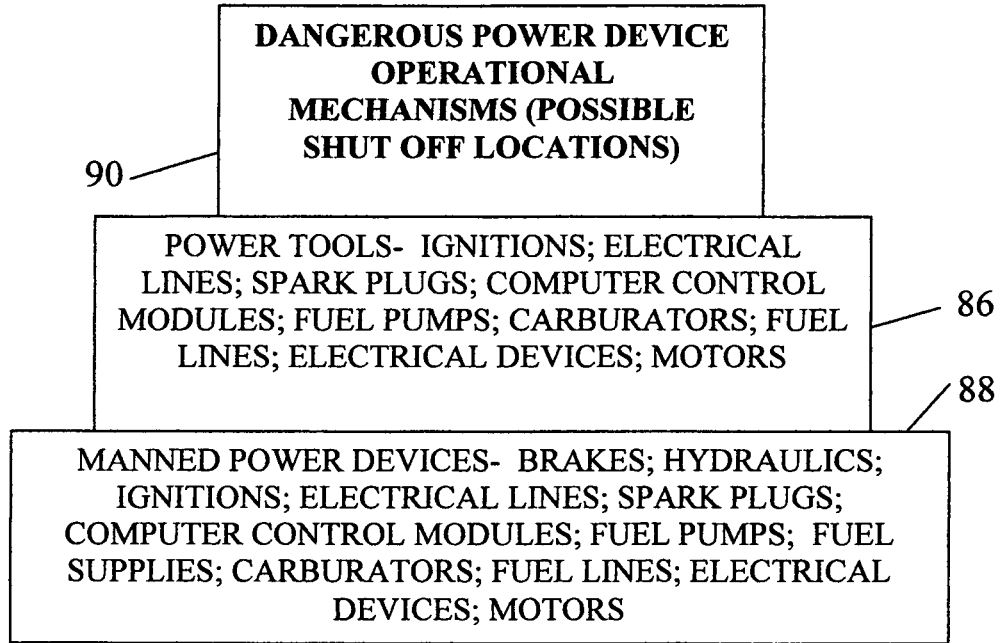 DANGEROUS POWER DEVICE
OPERATIONAL
MECHANISMS (POSSIBLE
SHUT OFF LOCATIONS)
90
POWER TOOLS- IGNITIONS; ELECTRICAL
LINES; SPARK PLUGS; COMPUTER CONTROL
MODULES; FUEL PUMPS; CARBURATORS; FUEL
LINES; ELECTRICAL DEVICES; MOTORS
86
88
MANNED POWER DEVICES- BRAKES; HYDRAULICS;
IGNITIONS; ELECTRICAL LINES; SPARK PLUGS;
COMPUTER CONTROL MODULES; FUEL PUMPS; FUEL
SUPPLIES; CARBURATORS; FUEL LINES; ELECTRICAL
DEVICES; MOTORS